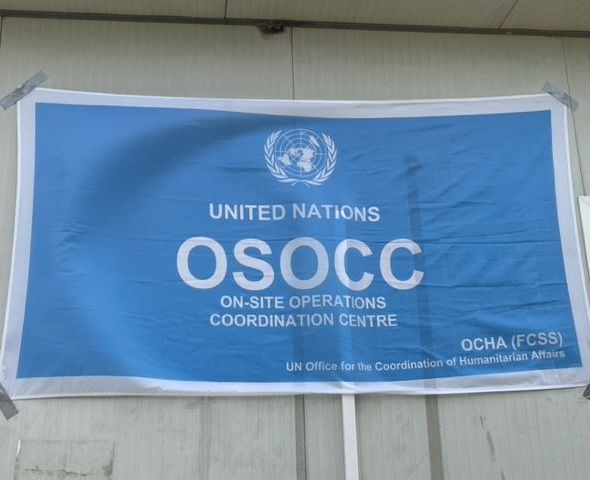 UNITED NATIONS
OSOCC
ON-SITE OPERATIONS
COORDINATION CENTRE
OCHA (FCSS)
UN Office for the Coordination of Humanitarian Affairs